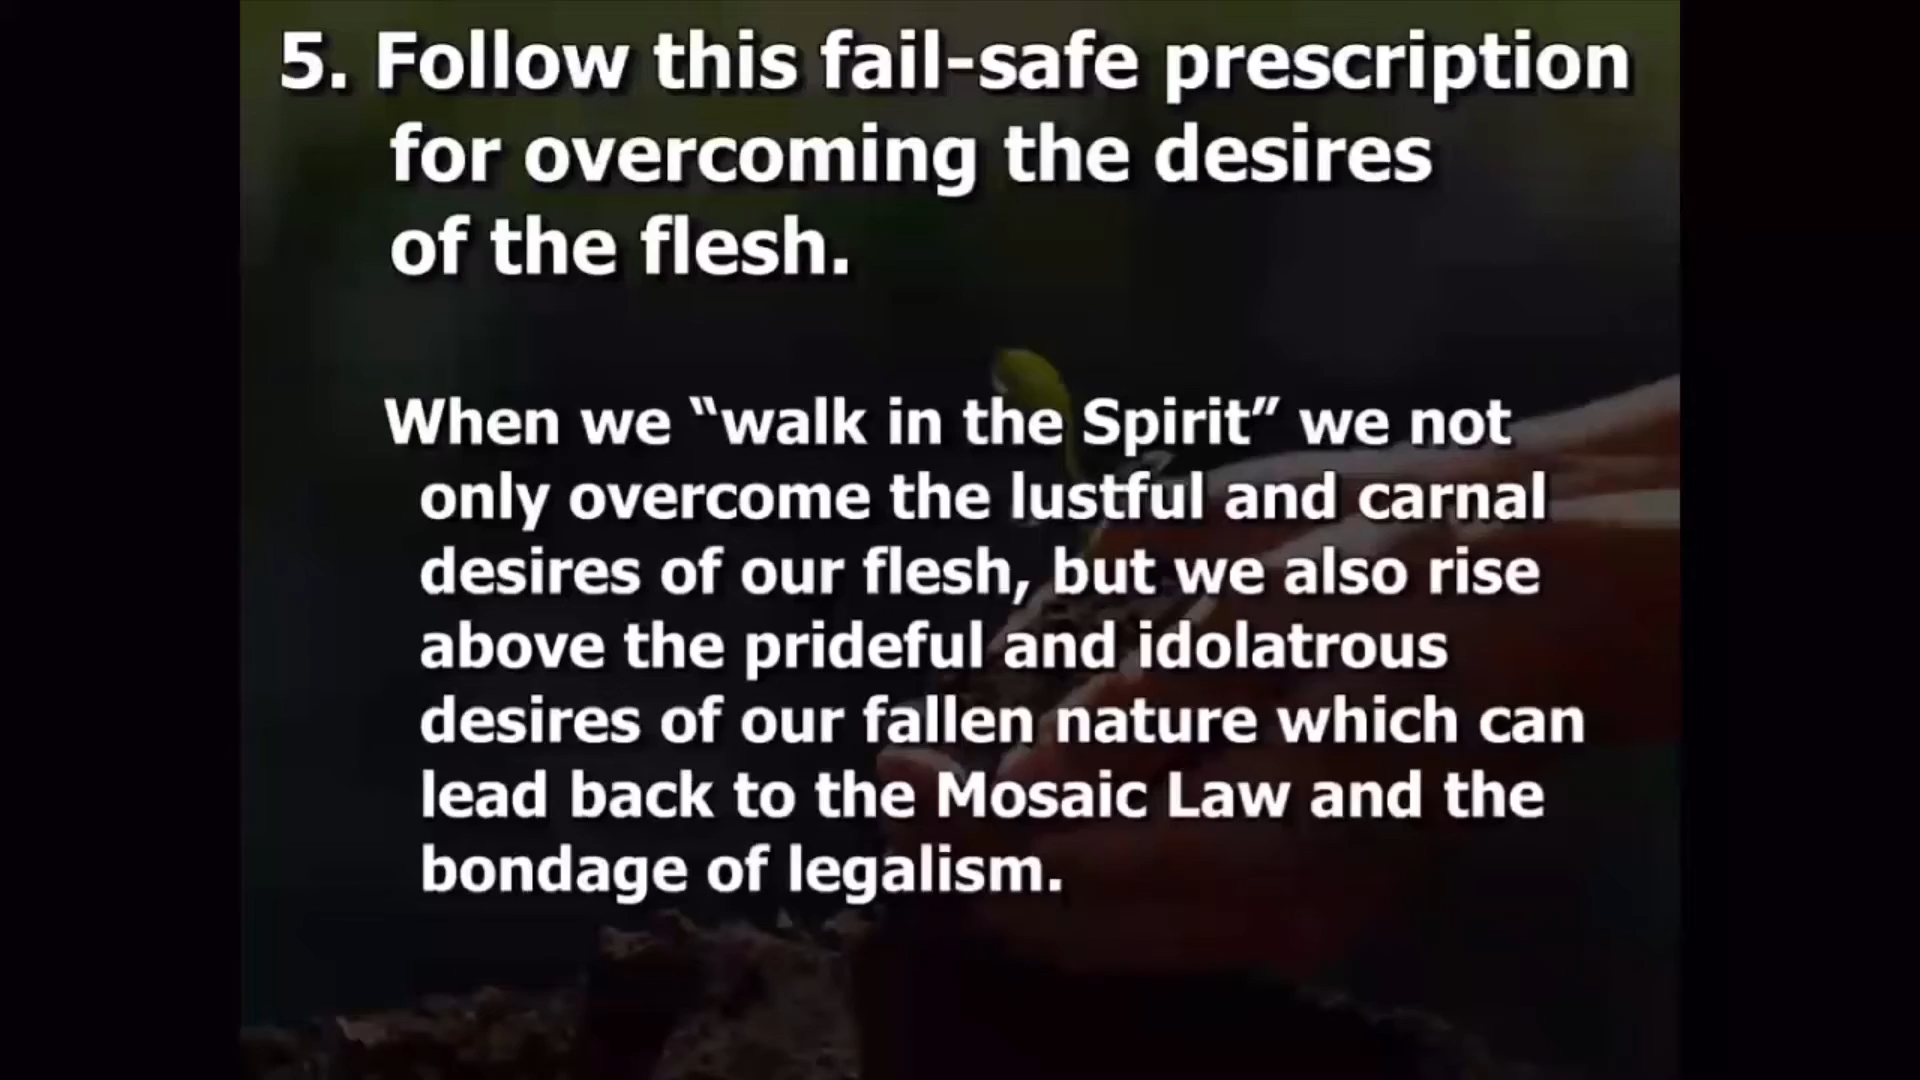 5. Follow this fail-safe prescription
for overcoming the desires
of the flesh.
When we “walk in the Spirit” we not
only overcome the lustful and carnal
desires of our flesh, but we also rise
above the prideful and idolatrous
desires of our fallen nature which can
lead back to the Mosaic Law and the
bondage of legalism.